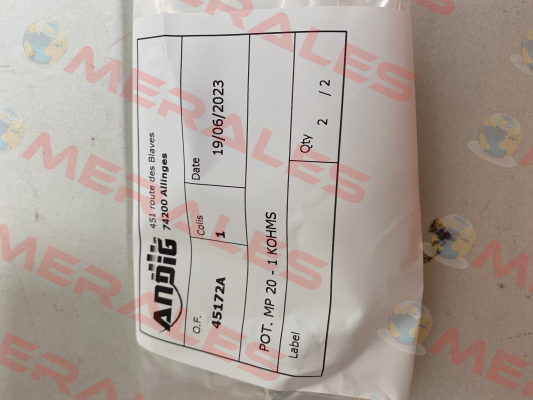 ANDIG
451 route des Blaves
74200 Allinges
O.F. Colis Date
45172A 1 19/06/2023
POT. MP 20 - 1 KOHMS
Label Qty
2 / 2
MERALES
MERALES
MERALES
MERALES
MERALES